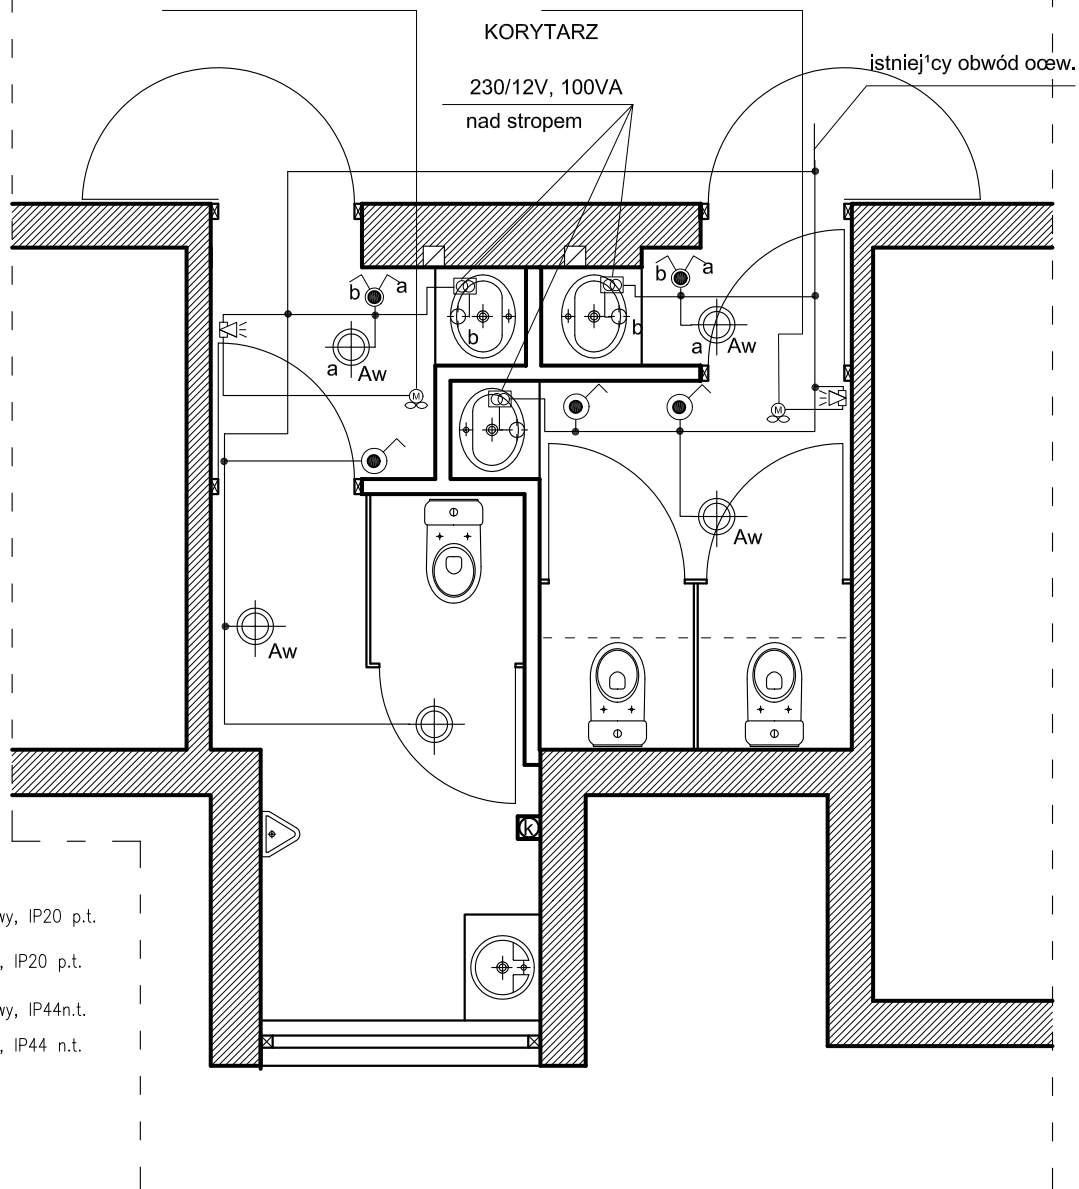 KORYTARZ
istniej¹cy obwód oœw.
230/12V, 100VA
nad stropem
b
a
b
a
b
b
a
Aw
a
Aw
M
M
Aw
Aw
k
wy, IP20 p.t.
, IP20 p.t.
wy, IP44n.t.
, IP44 n.t.